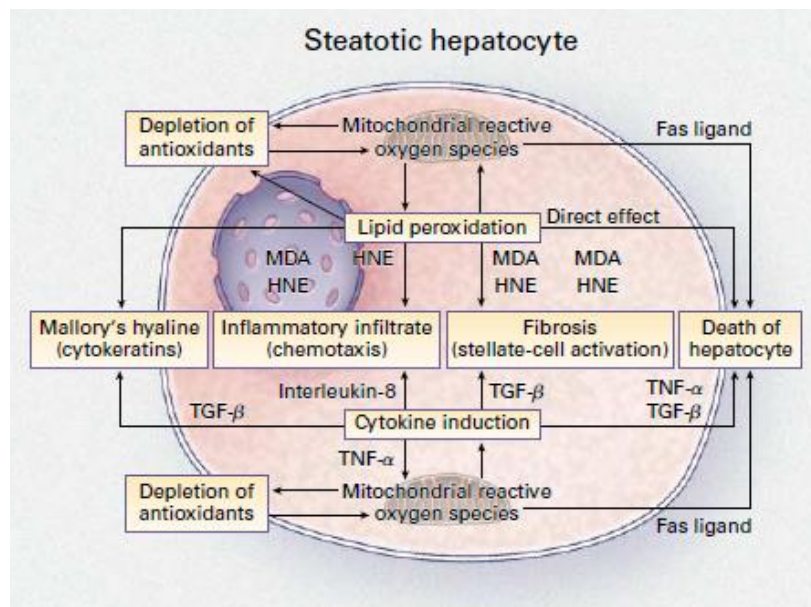 Steatotic hepatocyte
Depletion of
antioxidants
Mitochondrial reactive
oxygen species
Fas ligand
Lipid peroxidation
Direct effect
MDA
HNE
HNE
MDA
HNE
MDA
HNE
Mallory's hyaline
(cytokeratins)
Inflammatory infiltrate
(chemotaxis)
Fibrosis
(stellate-cell activation)
Death of
hepatocyte
Interleukin-8
TGF-β
TNF-α
TGF-β
TGF-β
Cytokine induction
TNF-α
Depletion of
antioxidants
Mitochondrial reactive
oxygen species
Fas ligand